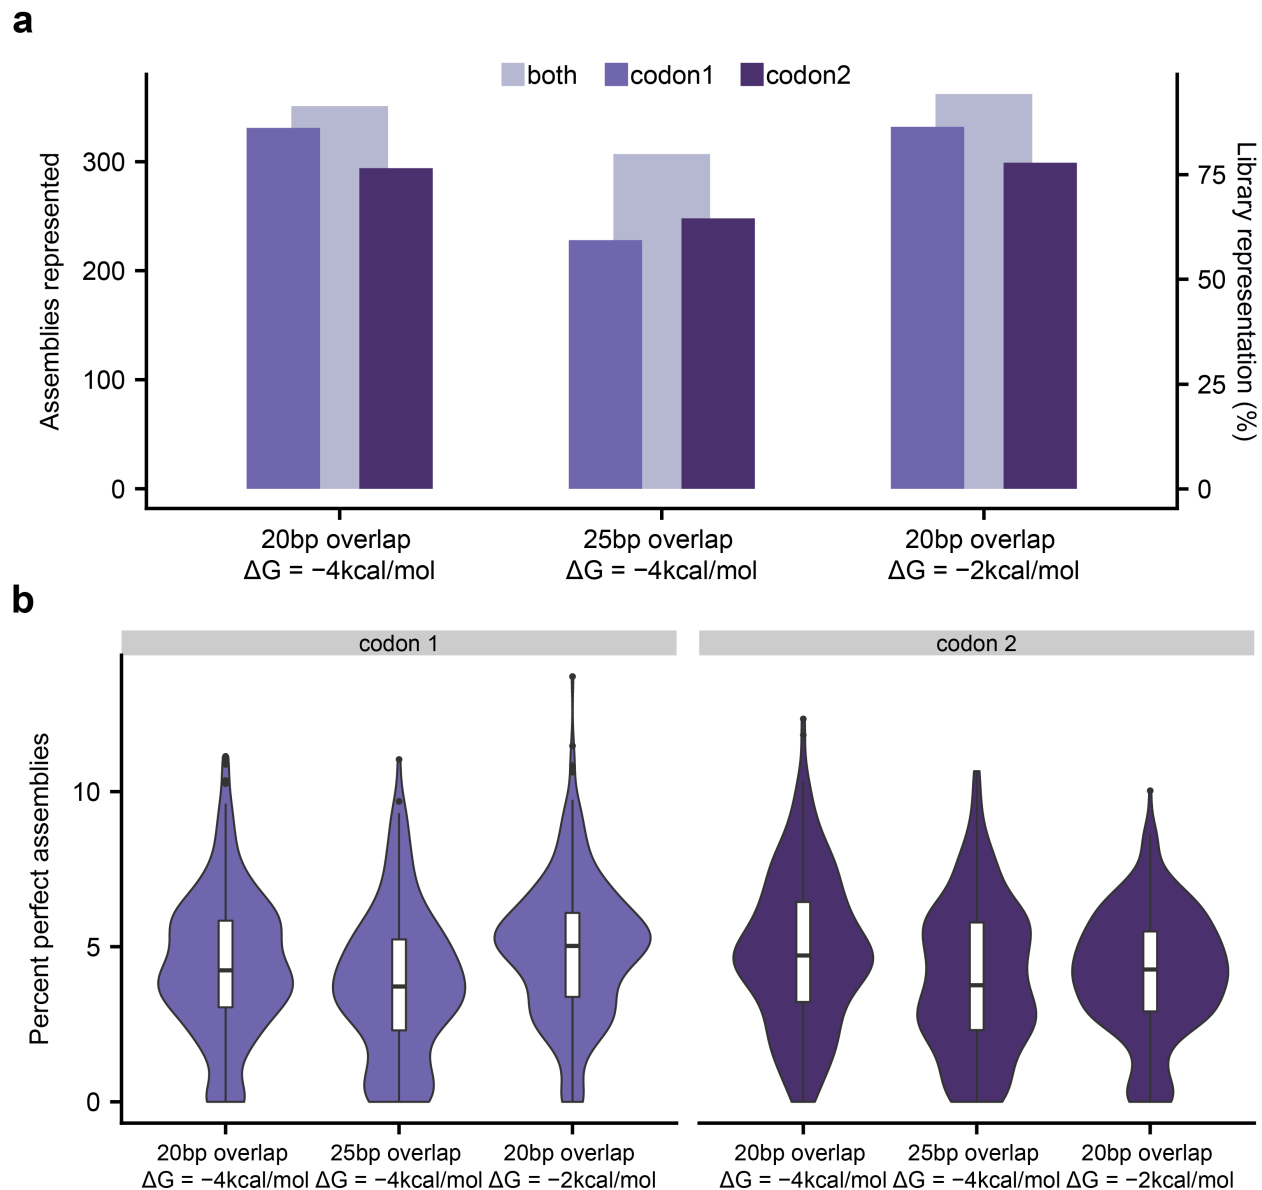 a
both codon1 codon2
Assemblies represented
300
200
100
0
Library representation (%)
75
50
25
0
20bp overlap
ΔG = −4kcal/mol
25bp overlap
ΔG = −4kcal/mol
20bp overlap
ΔG = −2kcal/mol
b
codon 1
codon 2
Percent perfect assemblies
10
5
0
20bp overlap
ΔG = −4kcal/mol
25bp overlap
ΔG = −4kcal/mol
20bp overlap
ΔG = −2kcal/mol
20bp overlap
ΔG = −4kcal/mol
25bp overlap
ΔG = −4kcal/mol
20bp overlap
ΔG = −2kcal/mol